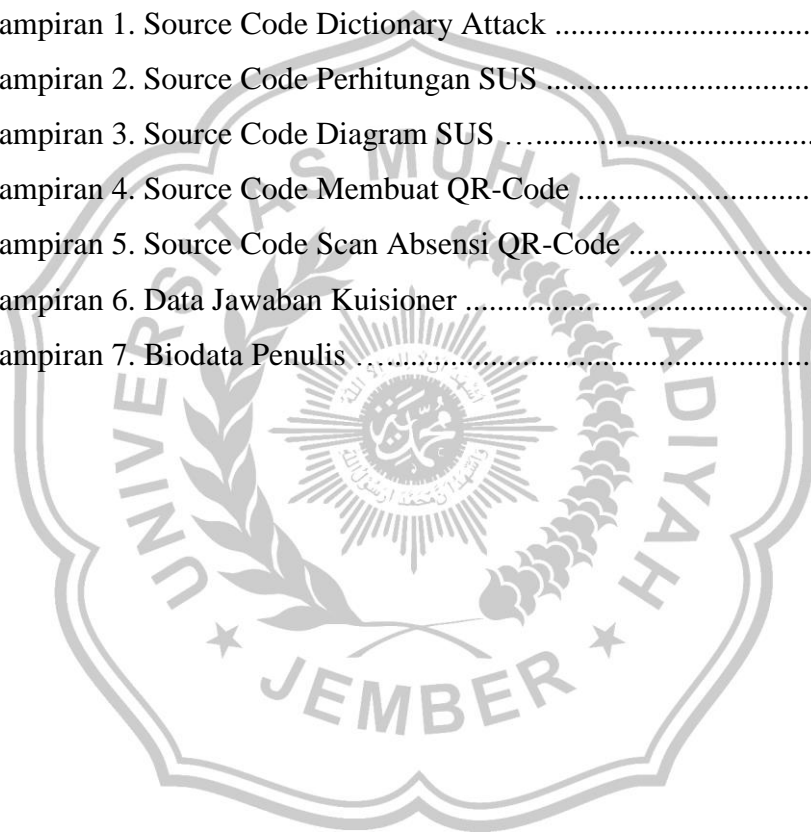 ampiran 1. Source Code Dictionary Attack ................................
ampiran 2. Source Code Perhitungan SUS .................................
ampiran 3. Source Code Diagram SUS …...................................
ampiran 4. Source Code Membuat QR-Code .............................
ampiran 5. Source Code Scan Absensi QR-Code .......................
ampiran 6. Data Jawaban Kuisioner ...........................................
ampiran 7. Biodata Penulis ….....................................................
UNIVERSITAS MUHAMMADIYAH
JEMBER